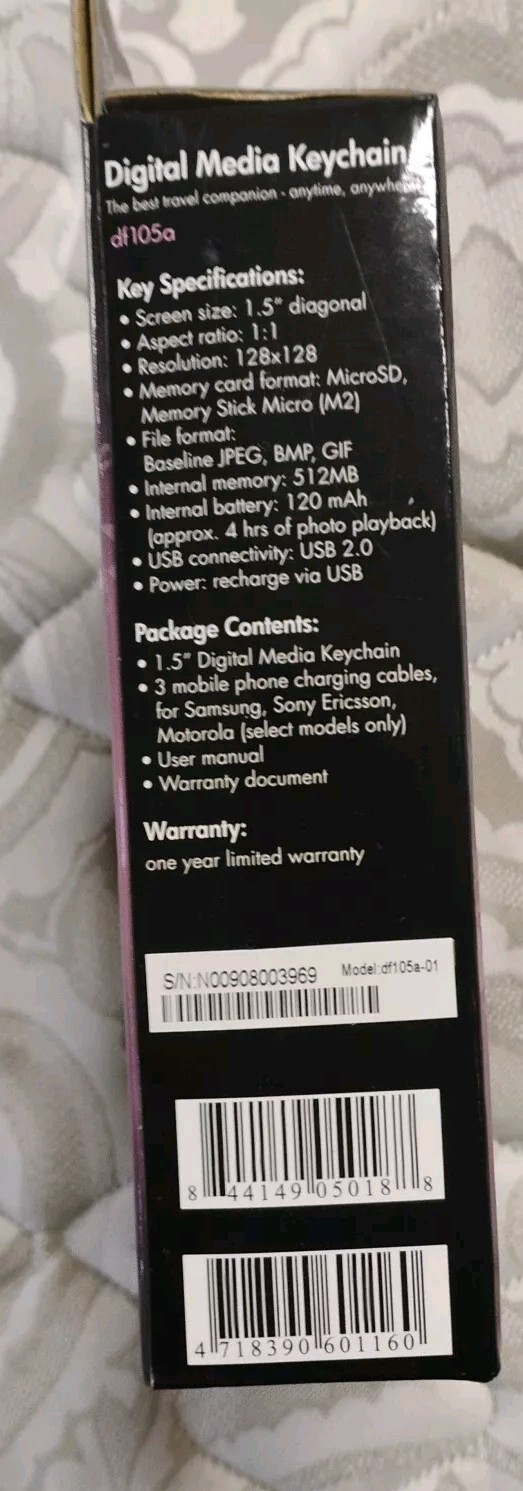 Digital Media Keychain
The best travel companion - anytime, anywhe
df105a
Key Specifications:
• Screen size: 1.5" diagonal
• Aspect ratio: 1:1
• Resolution: 128x128
• Memory card format: MicroSD,
Memory Stick Micro (M2)
• File format:
Baseline JPEG, BMP, GIF
• Internal memory: 512MB
• Internal battery: 120 mAh
(approx. 4 hrs of photo playback)
• USB connectivity: USB 2.0
• Power: recharge via USB
Package Contents:
• 1.5" Digital Media Keychain
• 3 mobile phone charging cables,
for Samsung, Sony Ericsson,
Motorola (select models only)
• User manual
• Warranty document
Warranty:
one year limited warranty
S/N:N00908003969 Model:df105a-01
8 44149 05018 8
4 718390 601160